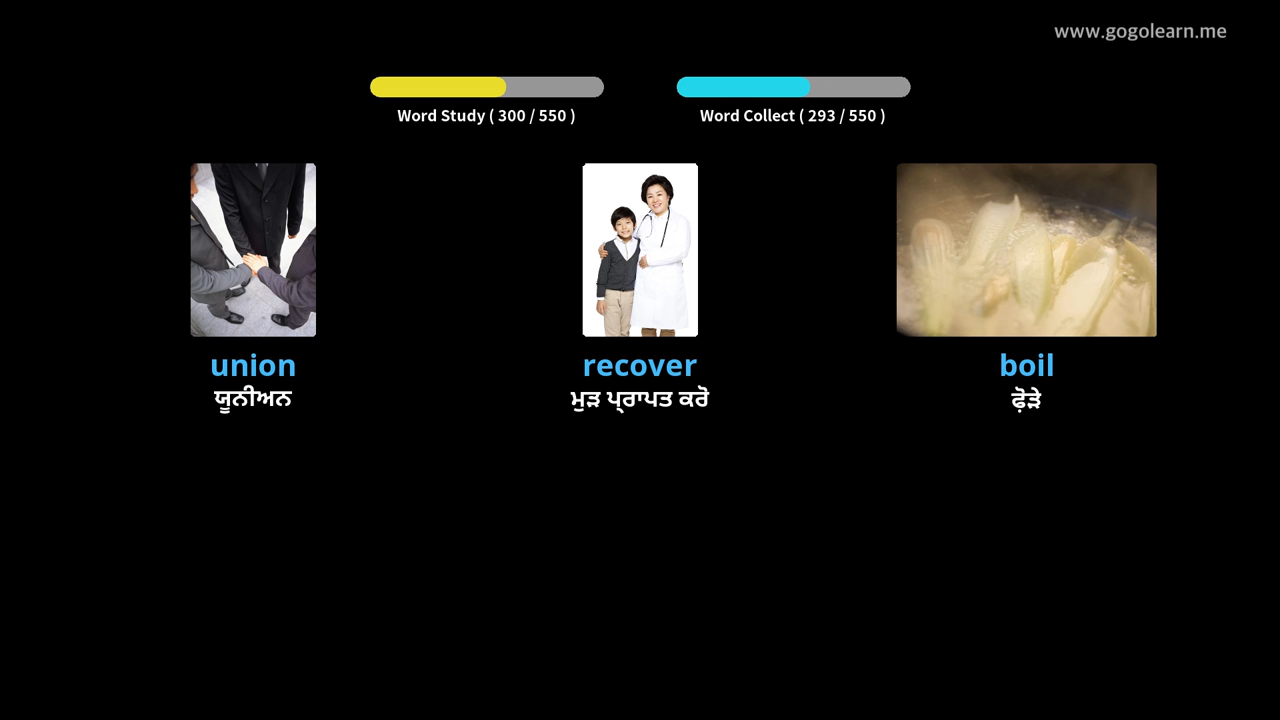 www.gogolearn.me
Word Study ( 300 / 550 )
Word Collect ( 293 / 550 )
union
ਯੂਨੀਅਨ
recover
ਮੁੜ ਪ੍ਰਾਪਤ ਕਰੋ
boil
ਫ਼ੋੜੇ